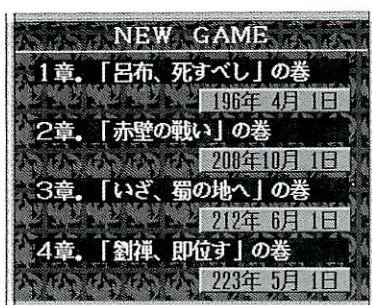 NEW GAME
1章.「呂布、死すべし」の巻
196年 4月 1日
2章.「赤壁の戦い」の巻
208年10月 1日
3章.「いざ、蜀の地へ」の巻
212年 6月 1日
4章.「劉禅、即位す」の巻
223年 5月 1日